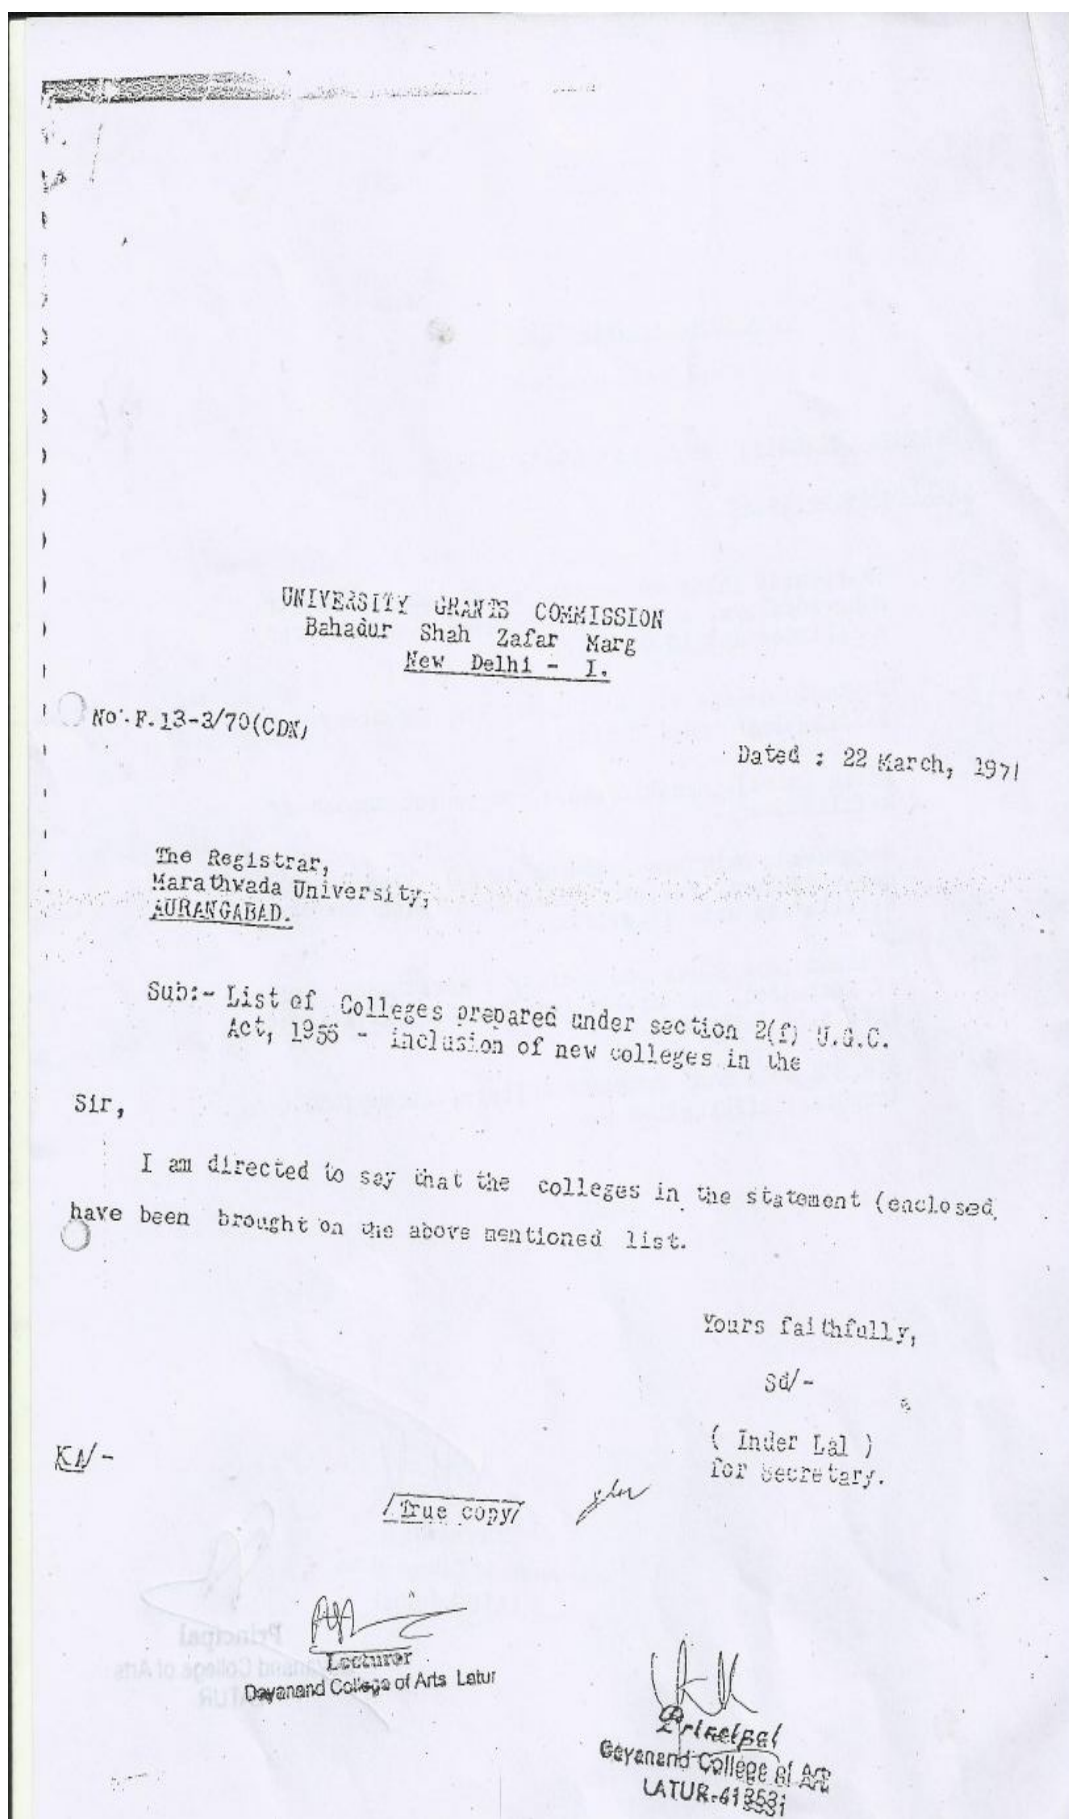 UNIVERSITY GRANTS COMMISSION
Bahadur Shah Zafar Marg
New Delhi - I.
No.F.13-3/70(CDN)
Dated : 22 March, 1971
The Registrar,
Marathwada University,
AURANGABAD.
Sub:- List of Colleges prepared under section 2(f) U.G.C.
Act, 1956 - inclusion of new colleges in the
Sir,
I am directed to say that the colleges in the statement (enclosed
have been brought on the above mentioned list.
Yours faithfully,
Sd/-
( Inder Lal )
for Secretary.
KN/-
/True copy/
Lecturer
Dayanand College of Arts Latur
Principal
Dayanand College of Art
LATUR-413531